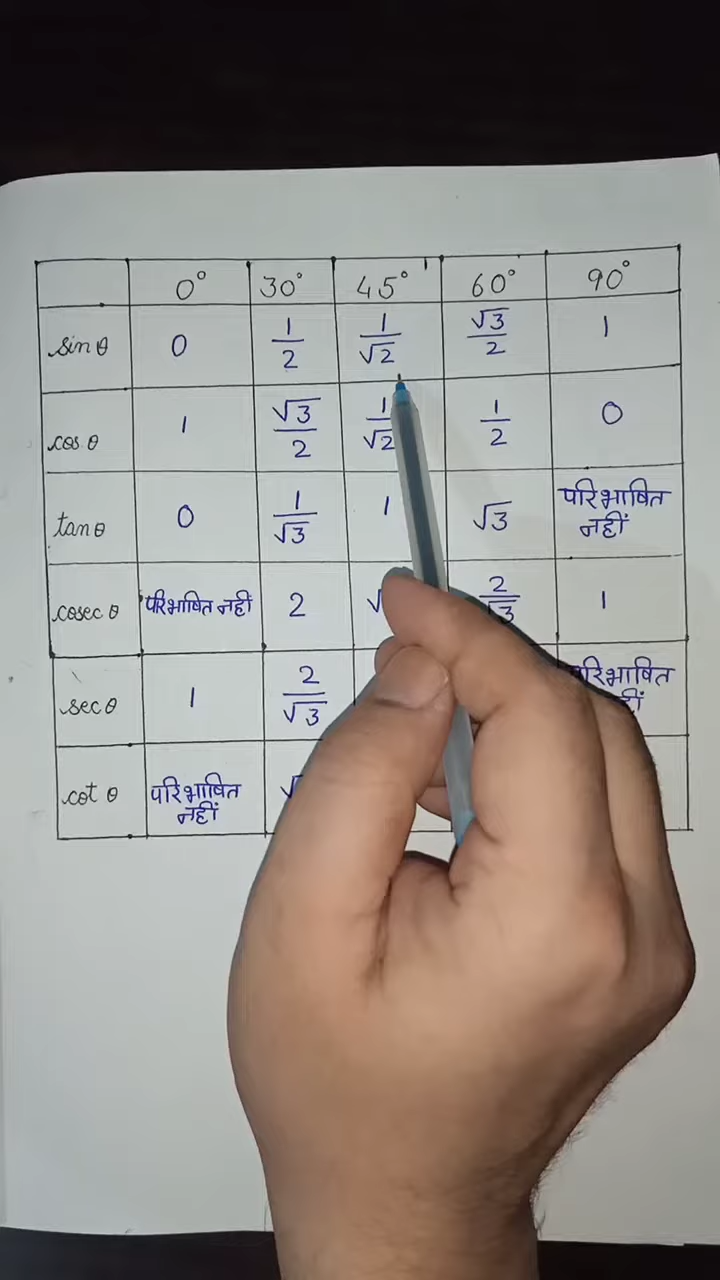 0° 30° 45° 60° 90°
sin θ 0 1/2 1/√2 √3/2 1
cos θ 1 √3/2 1/√2 1/2 0
tan θ 0 1/√3 1 √3 परिभाषित नहीं
cosec θ परिभाषित नहीं 2 √ 2/√3 1
sec θ 1 2/√3 परिभाषित
cot θ परिभाषित नहीं √